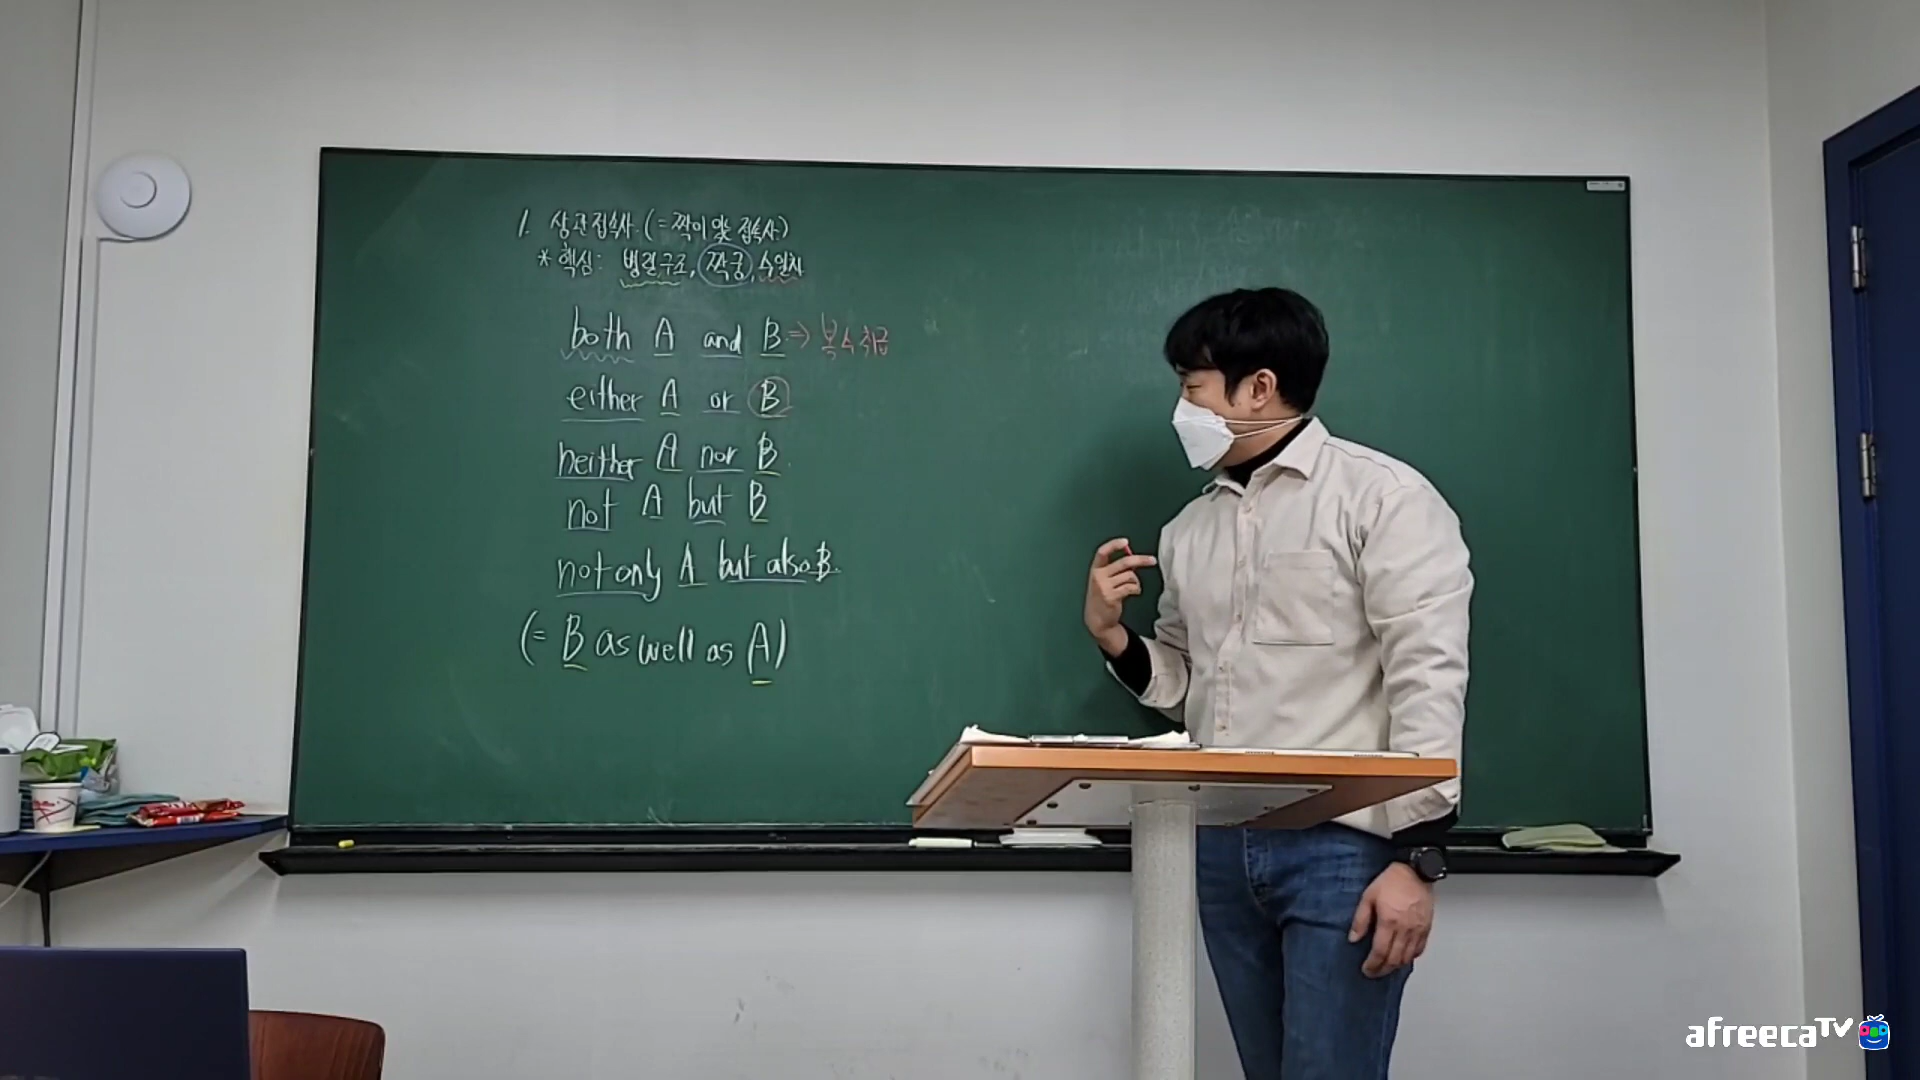 1. 상관접속사 (= 짝이 있는 접속사)
* 핵심: 병렬구조, 짝궁, 수일치
both A and B ⇒ 복수취급
either A or B
neither A nor B.
not A but B
not only A but also B.
(= B as well as A)
afreecaTV